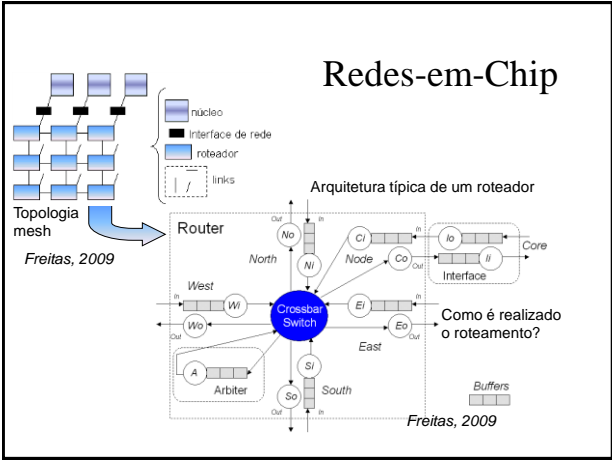 Redes-em-Chip
núcleo
Interface de rede
roteador
links
Topologia
mesh
Freitas, 2009
Arquitetura típica de um roteador
Router
Out
In
No
Ni
North
Node
Ci
Co
Out
Io
Ii
In
Core
Out
Interface
West
In
Wi
Wo
Out
Crossbar
Switch
Ei
In
Eo
Out
East
Como é realizado
o roteamento?
A
Arbiter
Si
So
South
Out
In
Buffers
Freitas, 2009